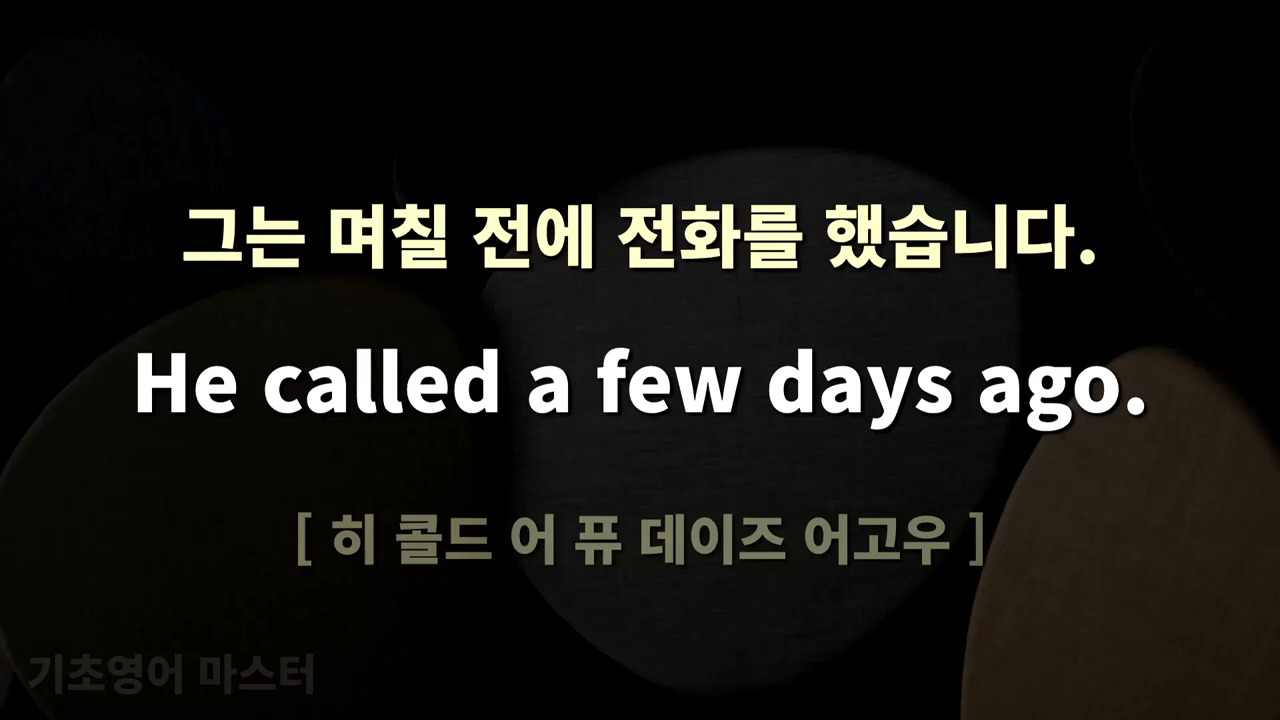 그는 며칠 전에 전화를 했습니다.
He called a few days ago.
[ 히 콜드 어 퓨 데이즈 어고우 ]
기초영어 마스터